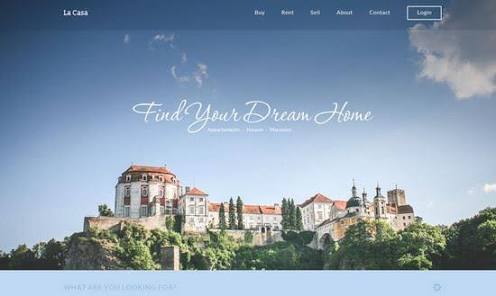 La Casa
Buy Rent Sell About Contact Login
Find Your Dream Home
Appartements - Houses - Mansions
WHAT ARE YOU LOOKING FOR?